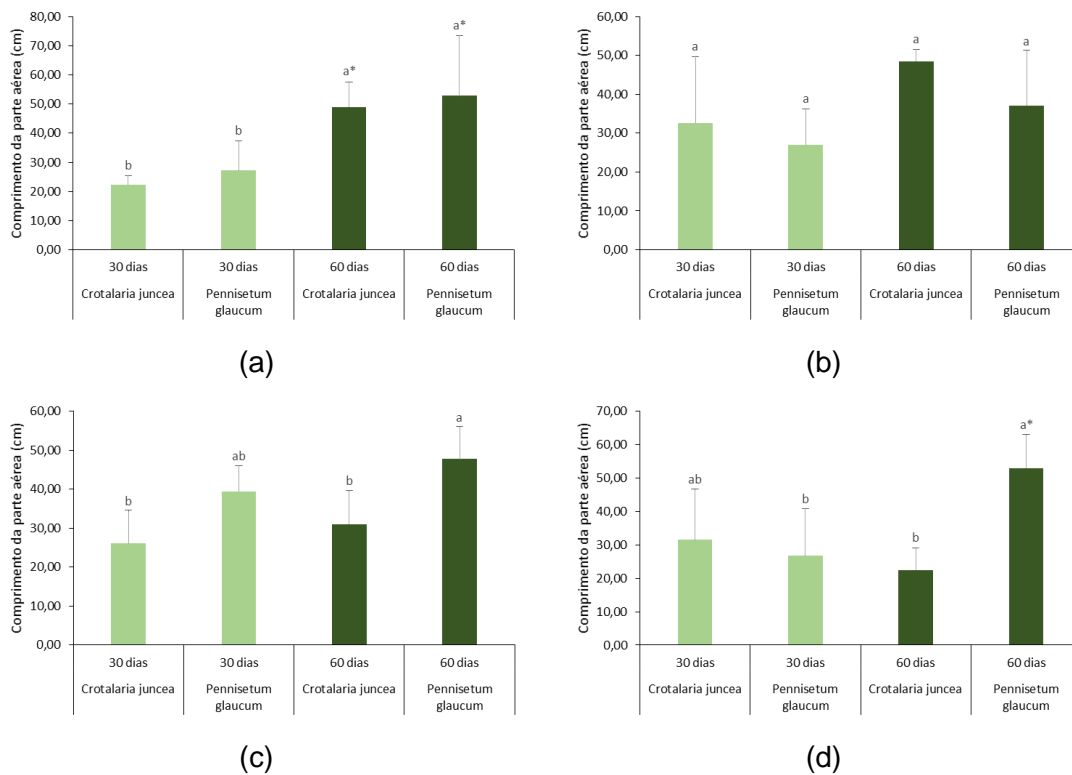 Comprimento da parte aérea (cm)
80,00
70,00
60,00
50,00
40,00
30,00
20,00
10,00
0,00
b
b
a*
a*
30 dias
30 dias
60 dias
60 dias
Crotalaria juncea
Pennisetum
glaucum
Crotalaria juncea
Pennisetum
glaucum
(a)
Comprimento da parte aérea (cm)
60,00
50,00
40,00
30,00
20,00
10,00
0,00
a
a
a
a
30 dias
30 dias
60 dias
60 dias
Crotalaria juncea
Pennisetum
glaucum
Crotalaria juncea
Pennisetum
glaucum
(b)
Comprimento da parte aérea (cm)
60,00
50,00
40,00
30,00
20,00
10,00
0,00
b
ab
b
a
30 dias
30 dias
60 dias
60 dias
Crotalaria juncea
Pennisetum
glaucum
Crotalaria juncea
Pennisetum
glaucum
(c)
Comprimento da parte aérea (cm)
70,00
60,00
50,00
40,00
30,00
20,00
10,00
0,00
ab
b
b
a*
30 dias
30 dias
60 dias
60 dias
Crotalaria juncea
Pennisetum
glaucum
Crotalaria juncea
Pennisetum
glaucum
(d)